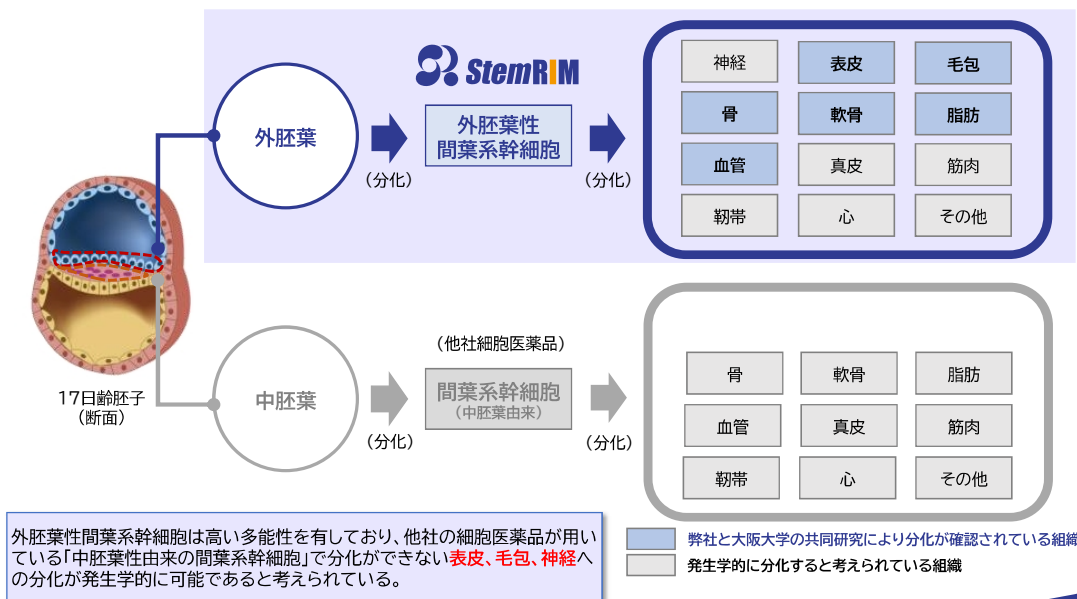 StemRIM
外胚葉
外胚葉性
間葉系幹細胞
(分化)
(分化)
神経
表皮
毛包
骨
軟骨
脂肪
血管
真皮
筋肉
靭帯
心
その他
17日齢胚子
(断面)
中胚葉
(他社細胞医薬品)
間葉系幹細胞
(中胚葉由来)
(分化)
(分化)
骨
軟骨
脂肪
血管
真皮
筋肉
靭帯
心
その他
外胚葉性間葉系幹細胞は高い多能性を有しており、他社の細胞医薬品が用い
ている「中胚葉性由来の間葉系幹細胞」で分化ができない表皮、毛包、神経へ
の分化が発生学的に可能であると考えられている。
弊社と大阪大学の共同研究により分化が確認されている組織
発生学的に分化すると考えられている組織